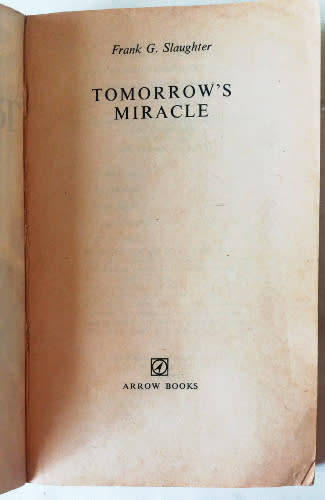 Frank G. Slaughter
TOMORROW'S
MIRACLE
ARROW BOOKS